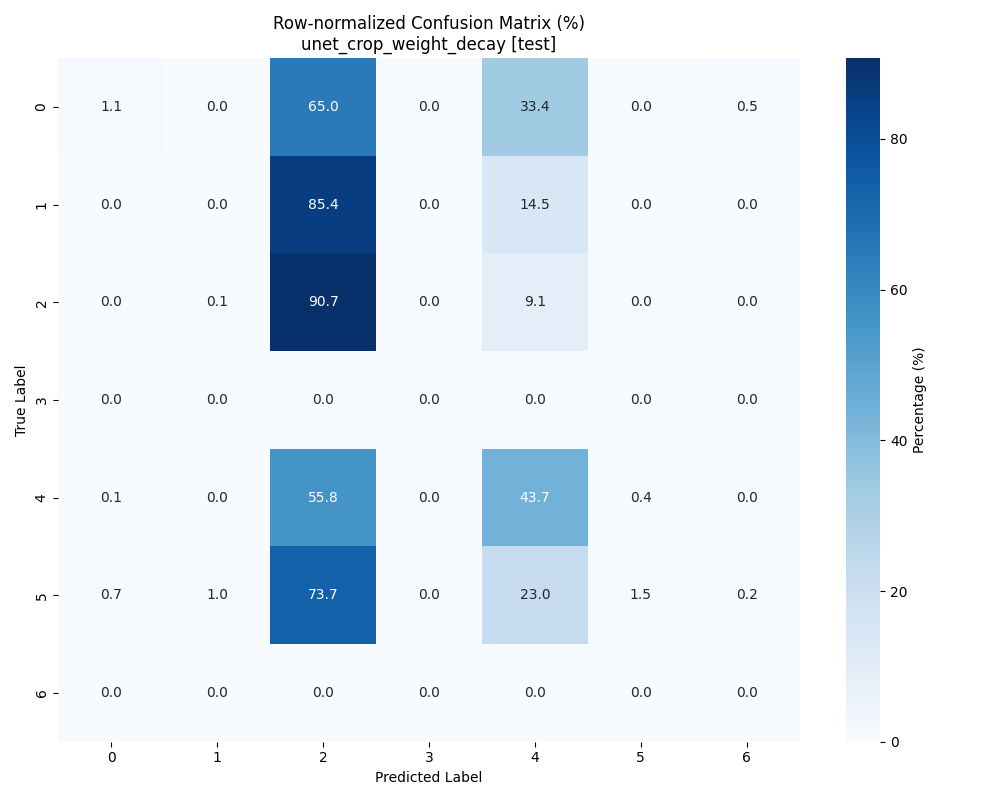 Row-normalized Confusion Matrix (%)
unet_crop_weight_decay [test]
0 1.1 0.0 65.0 0.0 33.4 0.0 0.5
1 0.0 0.0 85.4 0.0 14.5 0.0 0.0
2 0.0 0.1 90.7 0.0 9.1 0.0 0.0
3 0.0 0.0 0.0 0.0 0.0 0.0 0.0
4 0.1 0.0 55.8 0.0 43.7 0.4 0.0
5 0.7 1.0 73.7 0.0 23.0 1.5 0.2
6 0.0 0.0 0.0 0.0 0.0 0.0 0.0
0 1 2 3 4 5 6
Predicted Label
True Label
80
60
40
20
0
Percentage (%)